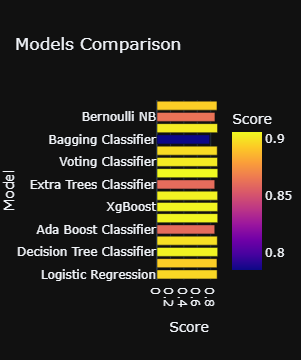 Models Comparison
Score
0.9
0.85
0.8
Model
Bernoulli NB
Bagging Classifier
Voting Classifier
Extra Trees Classifier
XgBoost
Ada Boost Classifier
Decision Tree Classifier
Logistic Regression
0
0.2
0.4
0.6
0.8
Score